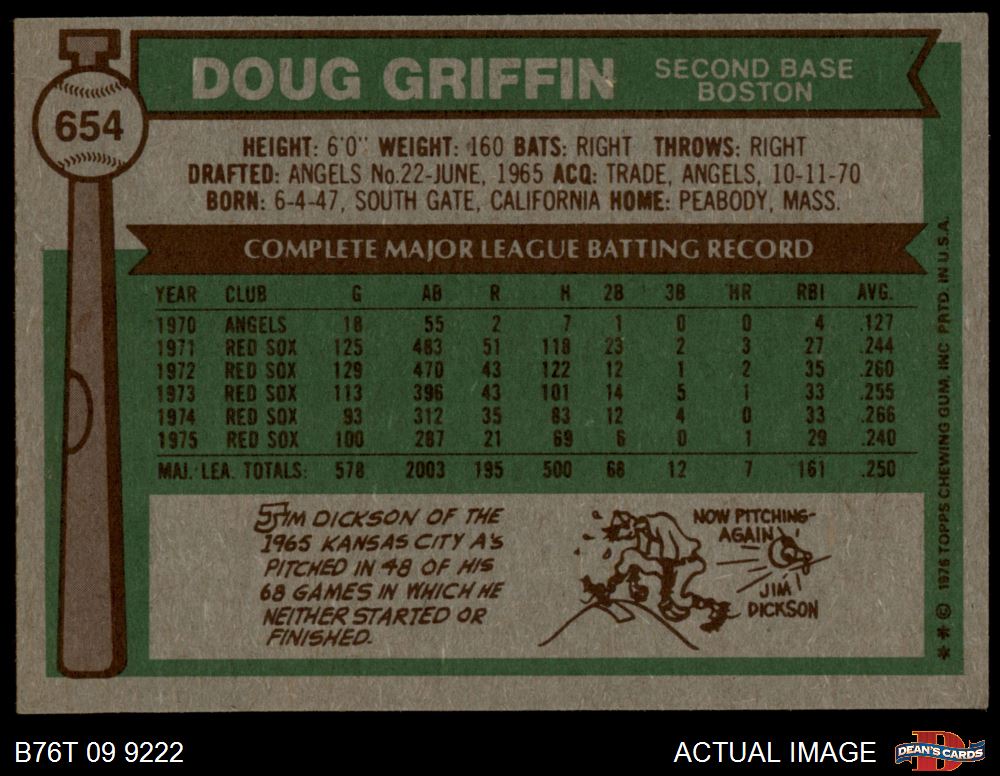 654
DOUG GRIFFIN SECOND BASE BOSTON
HEIGHT: 6'0" WEIGHT: 160 BATS: RIGHT THROWS: RIGHT
DRAFTED: ANGELS No.22-JUNE, 1965 ACQ: TRADE, ANGELS, 10-11-70
BORN: 6-4-47, SOUTH GATE, CALIFORNIA HOME: PEABODY, MASS.
COMPLETE MAJOR LEAGUE BATTING RECORD
YEAR CLUB G AB R H 2B 3B HR RBI AVG.
1970 ANGELS 18 55 2 7 1 0 0 4 .127
1971 RED SOX 125 483 51 118 23 2 3 27 .244
1972 RED SOX 129 470 43 122 12 1 2 35 .260
1973 RED SOX 113 396 43 101 14 5 1 33 .255
1974 RED SOX 93 312 35 83 12 4 0 33 .266
1975 RED SOX 100 287 21 69 6 0 1 29 .240
MAJ. LEA. TOTALS: 578 2003 195 500 68 12 7 161 .250
JIM DICKSON OF THE
1965 KANSAS CITY A's
PITCHED IN 48 OF HIS
68 GAMES IN WHICH HE
NEITHER STARTED OR
FINISHED.
NOW PITCHING-
AGAIN
JIM
DICKSON
** © 1976 TOPPS CHEWING GUM, INC. PRTD. IN U.S.A.
B76T 09 9222
ACTUAL IMAGE
DEAN'S CARDS